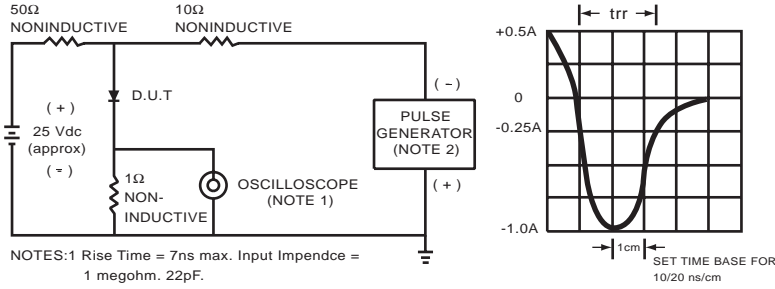 50Ω
NONINDUCTIVE
10Ω
NONINDUCTIVE
D.U.T
( + )
25 Vdc
(approx)
( - )
1Ω
NON-
INDUCTIVE
OSCILLOSCOPE
(NOTE 1)
( - )
PULSE
GENERATOR
(NOTE 2)
( + )
NOTES:1 Rise Time = 7ns max. Input Impendce =
1 megohm. 22pF.
trr
+0.5A
0
-0.25A
-1.0A
1cm
SET TIME BASE FOR
10/20 ns/cm